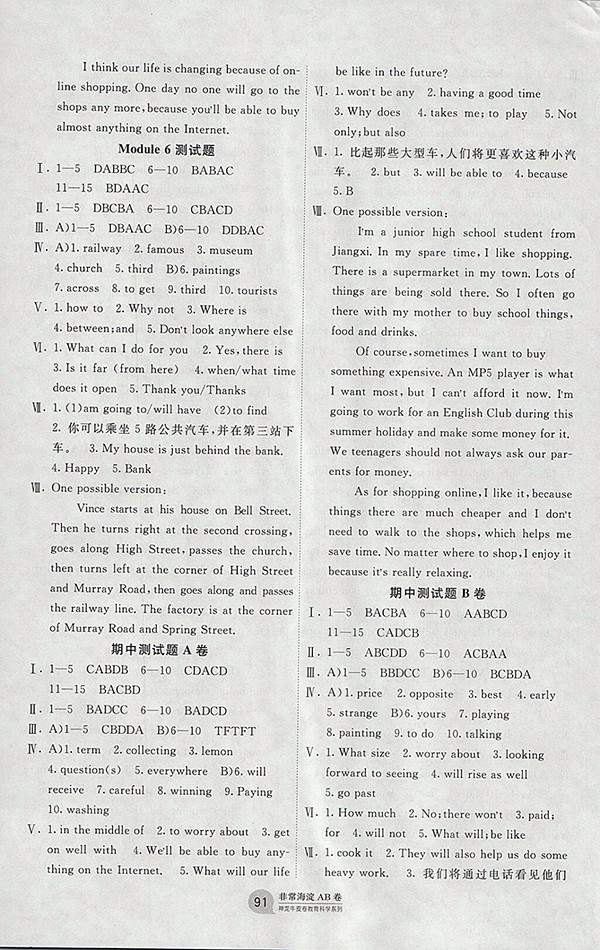 I think our life is changing because of on-
line shopping. One day no one will go to the
shops any more, because you'll be able to buy
almost anything on the Internet.
Module 6 测试题
Ⅰ. 1—5 DABBC 6—10 BABAC
11—15 BDAAC
Ⅱ. 1—5 DBCBA 6—10 CBACD
Ⅲ. A)1—5 DBAAC B)6—10 DDBAC
Ⅳ. A)1. railway 2. famous 3. museum
4. church 5. third B)6. paintings
7. across 8. to get 9. third 10. tourists
Ⅴ. 1. how to 2. Why not 3. Where is
4. between; and 5. Don't look anywhere else
Ⅵ. 1. What can I do for you 2. Yes, there is
3. Is it far (from here) 4. when/what time
does it open 5. Thank you/Thanks
Ⅶ. 1. (1)am going to/will have (2)to find
2. 你可以乘坐 5 路公共汽车,并在第三站下
车。 3. My house is just behind the bank.
4. Happy 5. Bank
Ⅷ. One possible version:
Vince starts at his house on Bell Street.
Then he turns right at the second crossing,
goes along High Street, passes the church,
then turns left at the corner of High Street
and Murray Road, then goes along and passes
the railway line. The factory is at the corner
of Murray Road and Spring Street.
期中测试题 A 卷
Ⅰ. 1—5 CABDB 6—10 CDACD
11—15 BACBD
Ⅱ. 1—5 BADCC 6—10 BADCD
Ⅲ. A)1—5 CBDDA B)6—10 TFTFT
Ⅳ. A)1. term 2. collecting 3. lemon
4. question(s) 5. everywhere B)6. will
receive 7. careful 8. winning 9. Paying
10. washing
Ⅴ. 1. in the middle of 2. to worry about 3. get
on well with 4. We'll be able to buy any-
thing on the Internet. 5. What will our life
be like in the future?
Ⅵ. 1. won't be any 2. having a good time
3. Why does 4. takes me; to play 5. Not
only; but also
Ⅶ. 1. 比起那些大型车,人们将更喜欢这种小汽
车。 2. but 3. will be able to 4. because
5. B
Ⅷ. One possible version:
I'm a junior high school student from
Jiangxi. In my spare time, I like shopping.
There is a supermarket in my town. Lots of
things are being sold there. So I often go
there with my mother to buy school things,
food and drinks.
Of course, sometimes I want to buy
something expensive. An MP5 player is what
I want most, but I can't afford it now. I'm
going to work for an English Club during this
summer holiday and make some money for it.
We teenagers should not always ask our par-
ents for money.
As for shopping online, I like it, because
things there are much cheaper and I don't
need to walk to the shops, which helps me
save time. No matter where to shop, I enjoy it
because it's really relaxing.
期中测试题 B 卷
Ⅰ. 1—5 BACBA 6—10 AABCD
11—15 CADCB
Ⅱ. 1—5 ABCDD 6—10 ACBAA
Ⅲ. A)1—5 BBDCC B)6—10 BCBDA
Ⅳ. A)1. price 2. opposite 3. best 4. early
5. strange B)6. yours 7. playing
8. painting 9. to do 10. talking
Ⅴ. 1. What size 2. worry about 3. looking
forward to seeing 4. will rise as well
5. go past
Ⅵ. 1. How much 2. No; there won't 3. paid;
for 4. will not 5. What will; be like
Ⅶ. 1. cook it 2. They will also help us do some
heavy work. 3. 我们将通过电话看见他们
91
非常海淀 AB 卷
神龙牛皮卷教育科学系列